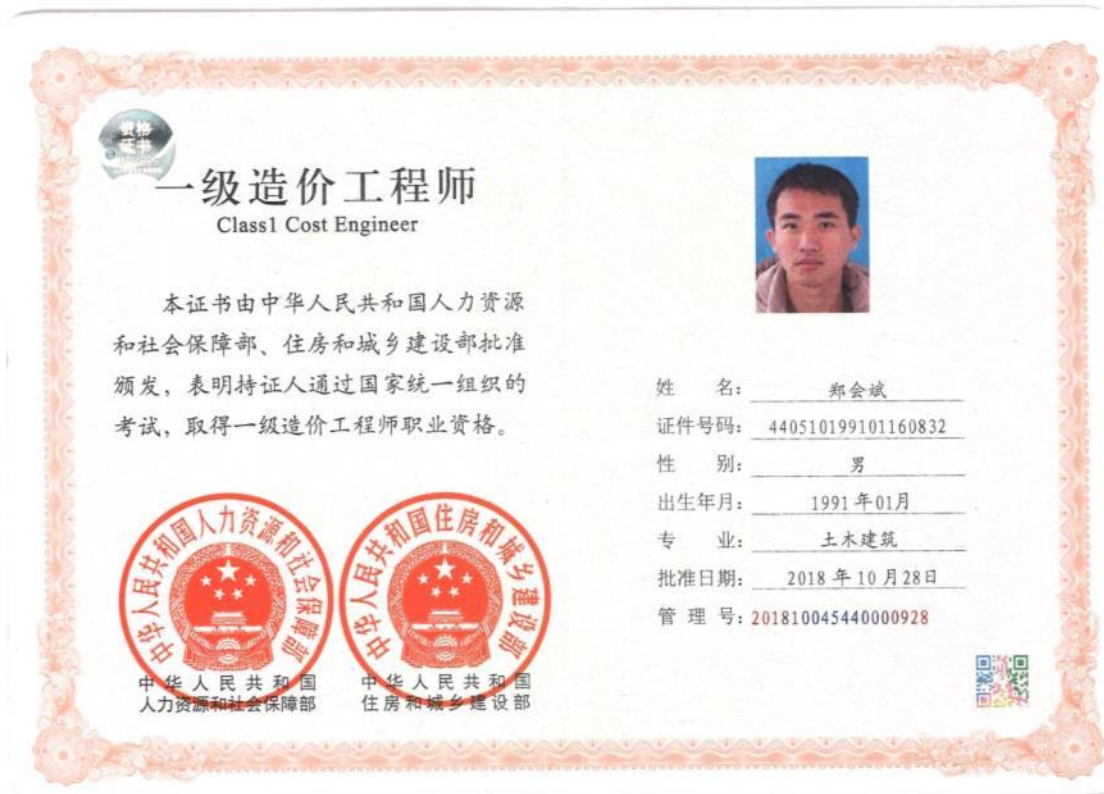 资格
证书
一级造价工程师
Class1 Cost Engineer
本证书由中华人民共和国人力资源
和社会保障部、住房和城乡建设部批准
颁发，表明持证人通过国家统一组织的
考试，取得一级造价工程师职业资格。
中华人民共和国人力资源和社会保障部
中华人民共和国住房和城乡建设部
中华人民共和国
人力资源和社会保障部
中华人民共和国
住房和城乡建设部
姓 名： 郑会斌
证件号码： 440510199101160832
性 别： 男
出生年月： 1991年01月
专 业： 土木建筑
批准日期： 2018年10月28日
管 理 号：201810045440000928